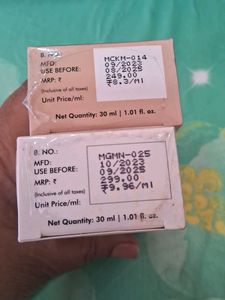 B. NO.: MCKM-014
MFD: 09/2023
USE BEFORE: 08/2025
MRP: ₹ 249.00
(Inclusive of all taxes) ₹8.3/Ml
Unit Price/ml:
Net Quantity: 30 ml | 1.01 fl. oz.
B. NO.: MGMN-025
MFD: 10/2023
USE BEFORE: 09/2025
MRP: ₹ 299.00
(Inclusive of all taxes) ₹9.96/Ml
Unit Price/ml:
Net Quantity: 30 ml | 1.01 fl. oz.